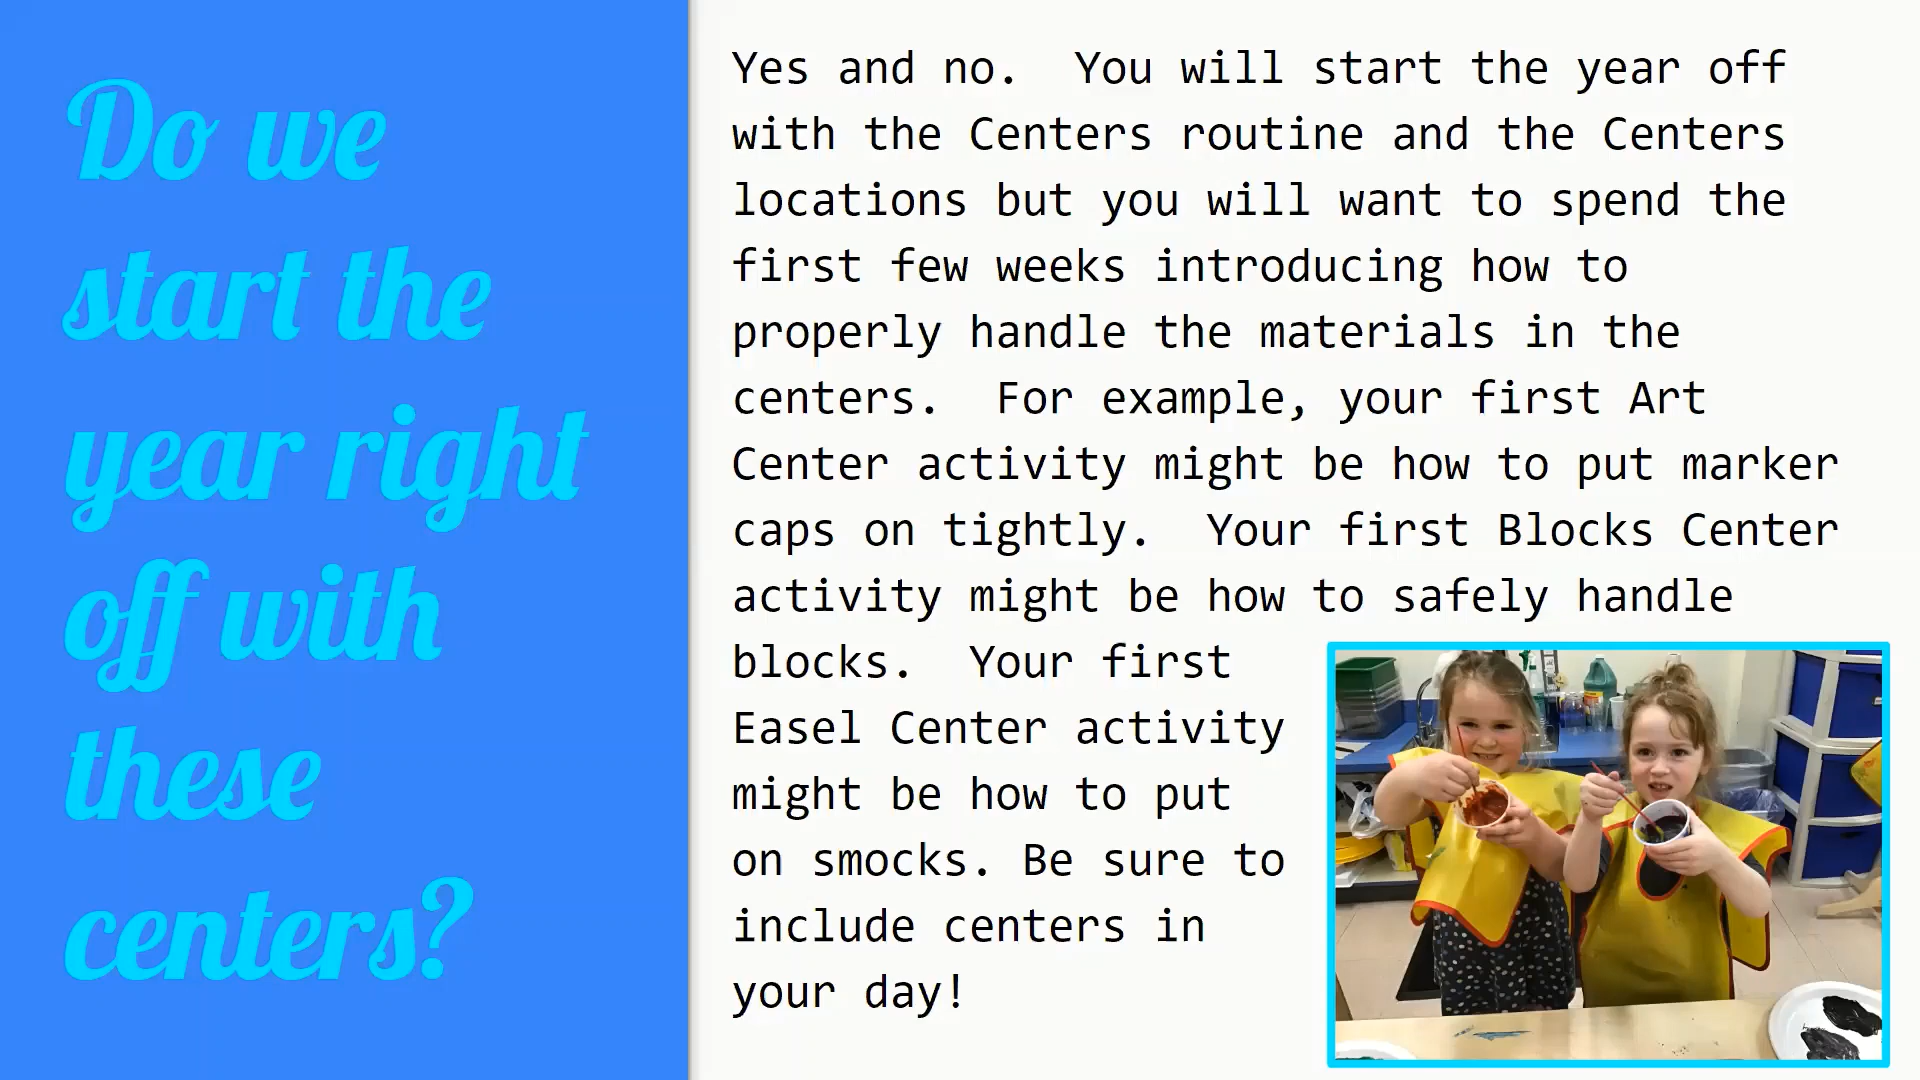 Do we
start the
year right
off with
these
centers?
Yes and no.  You will start the year off
with the Centers routine and the Centers
locations but you will want to spend the
first few weeks introducing how to
properly handle the materials in the
centers.  For example, your first Art
Center activity might be how to put marker
caps on tightly.  Your first Blocks Center
activity might be how to safely handle
blocks.  Your first
Easel Center activity
might be how to put
on smocks. Be sure to
include centers in
your day!